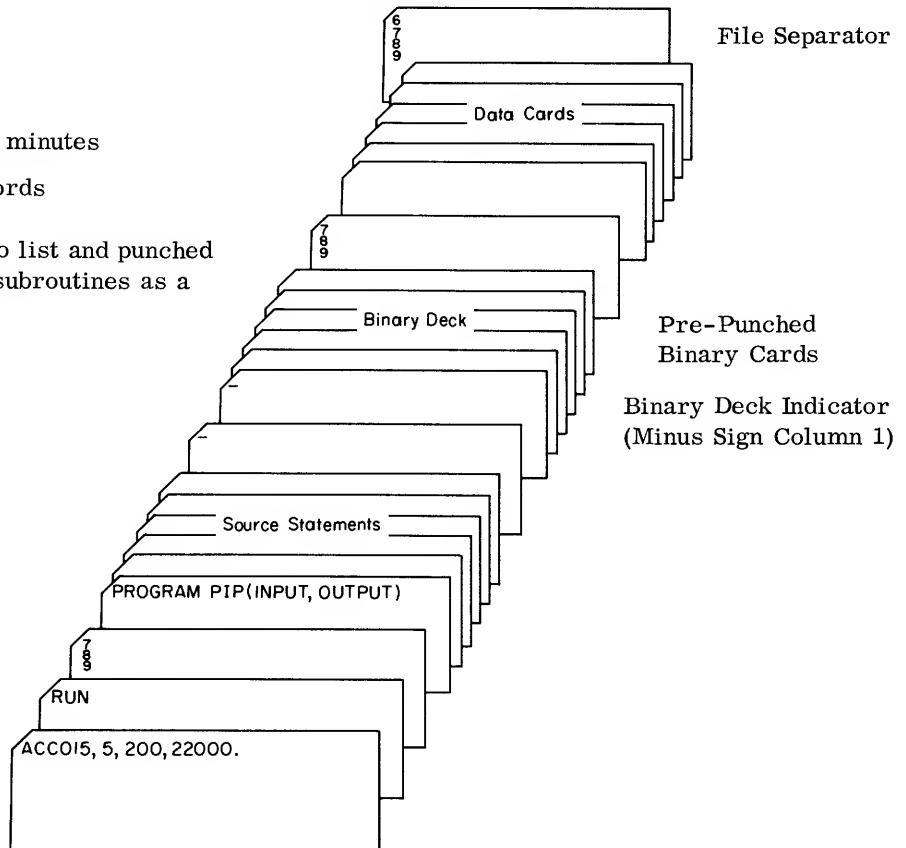 6
7
8
9
File Separator
Data Cards
minutes
ords
o list and punched
subroutines as a
7
8
9
Binary Deck
Pre-Punched
Binary Cards
–
Binary Deck Indicator
(Minus Sign Column 1)
–
Source Statements
PROGRAM PIP(INPUT, OUTPUT)
7
8
9
RUN
ACCO15, 5, 200, 22000.